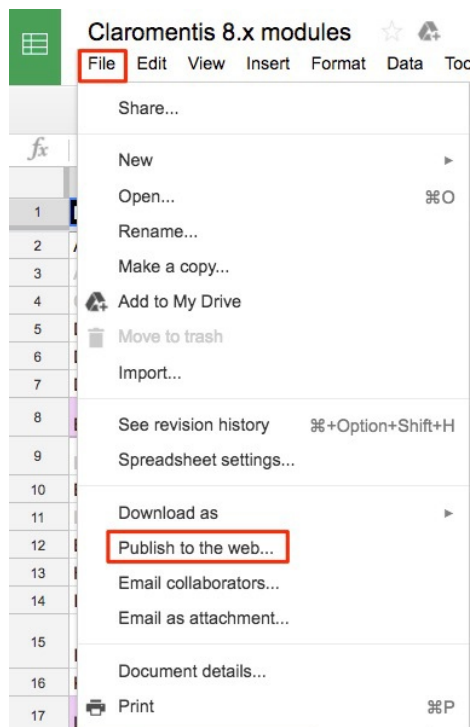 Claromentis 8.x modules
File Edit View Insert Format Data
Share...
fx
New
Open... ⌘O
1
Rename...
2
Make a copy...
3
4 Add to My Drive
5
Move to trash
6
7 Import...
8 See revision history ⌘+Option+Shift+H
9 Spreadsheet settings...
10
11 Download as
12 Publish to the web...
13 Email collaborators...
14
Email as attachment...
15
Document details...
16
17 Print ⌘P